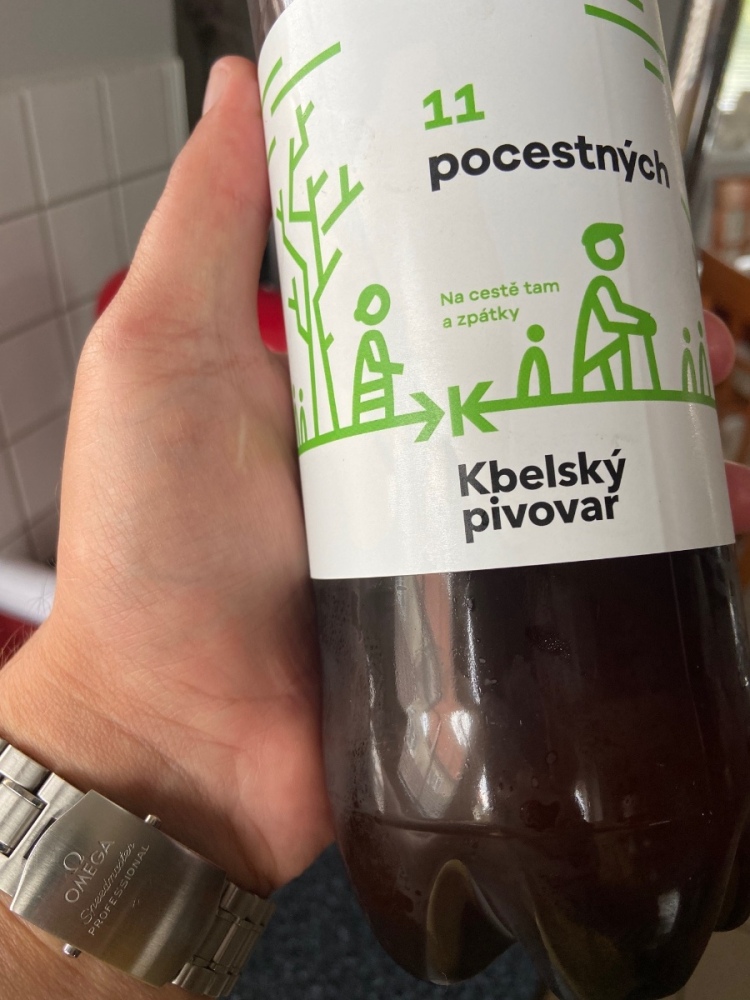 11
pocestných
Na cestě tam
a zpátky
Kbelský
pivovar
Ω
OMEGA
Speedmaster
PROFESSIONAL